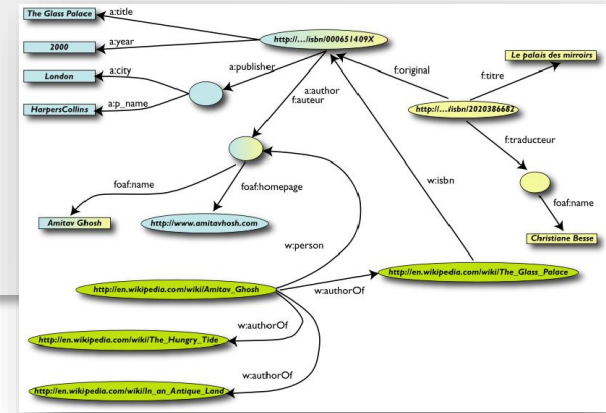 The Glass Palace
a:title
http://…/isbn/000651409X
2000
a:year
Le palais des mirroirs
f:original
f:titre
London
a:city
a:publisher
a:author
f:auteur
HarpersCollins
a:p_name
http://…/isbn/2020386682
f:traducteur
w:isbn
foaf:name
foaf:homepage
foaf:name
Amitav Ghosh
http://www.amitavhosh.com
Christiane Besse
w:person
http://en.wikipedia.com/wiki/The_Glass_Palace
http://en.wikipedia.com/wiki/Amitav_Ghosh
w:authorOf
w:authorOf
http://en.wikipedia.com/wiki/The_Hungry_Tide
w:authorOf
http://en.wikipedia.com/wiki/In_an_Antique_Land